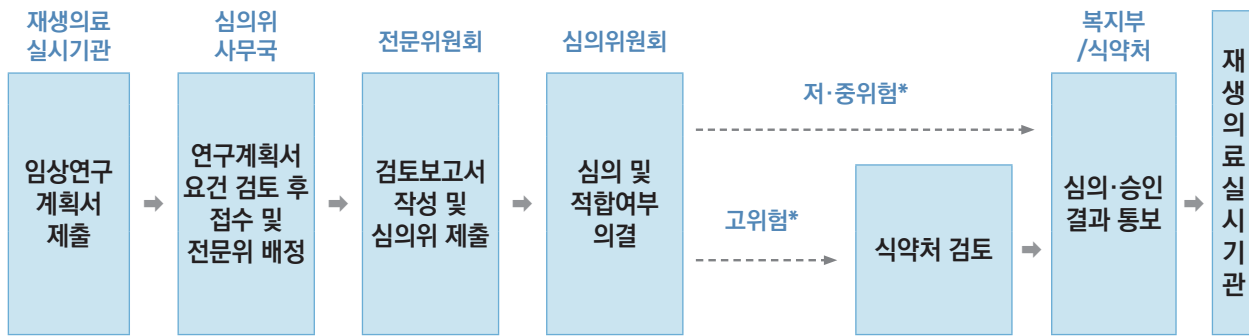 재생의료
실시기관
임상연구
계획서
제출
심의위
사무국
연구계획서
요건 검토 후
접수 및
전문위 배정
전문위원회
검토보고서
작성 및
심의위 제출
심의위원회
심의 및
적합여부
의결
저·중위험*
고위험*
식약처 검토
복지부
/식약처
심의·승인
결과 통보
재
생
의
료
실
시
기
관